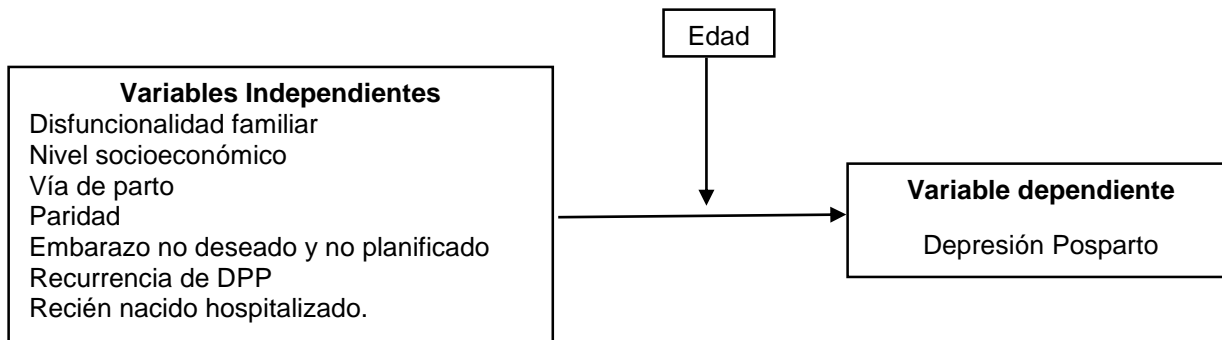 Edad
Variables Independientes
Disfuncionalidad familiar
Nivel socioeconómico
Vía de parto
Paridad
Embarazo no deseado y no planificado
Recurrencia de DPP
Recién nacido hospitalizado.
Variable dependiente
Depresión Posparto